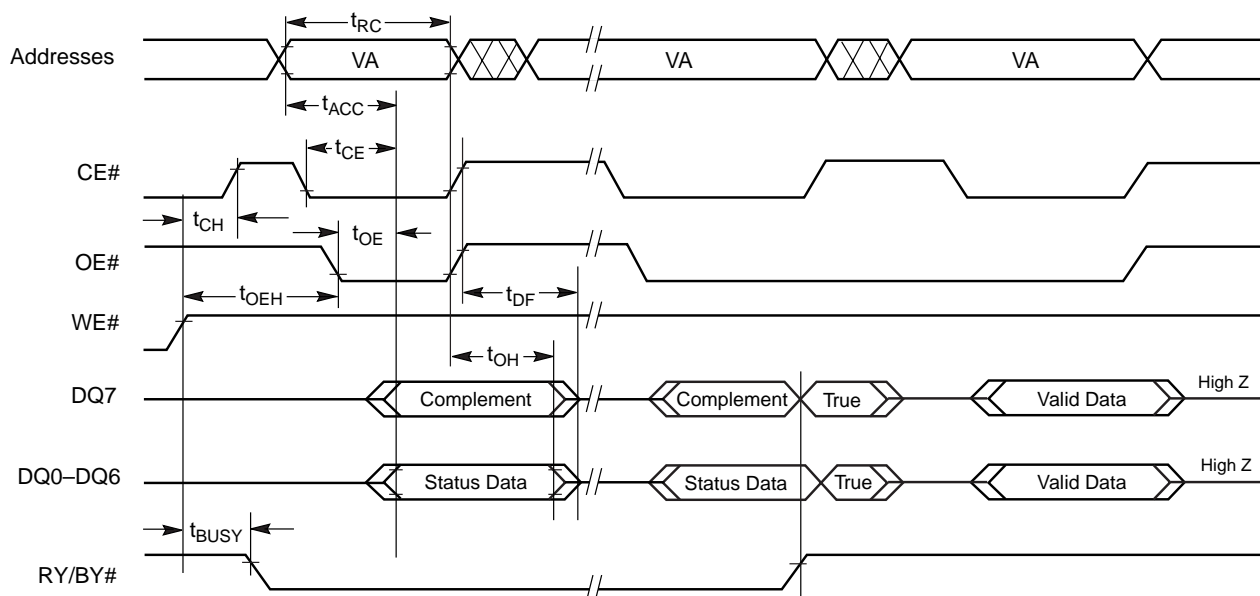 tRC
Addresses VA VA VA
tACC
tCE
CE#
tCH tOE
OE#
tOEH tDF
WE#
tOH
DQ7 Complement Complement True Valid Data High Z
DQ0–DQ6 Status Data Status Data True Valid Data High Z
tBUSY
RY/BY#